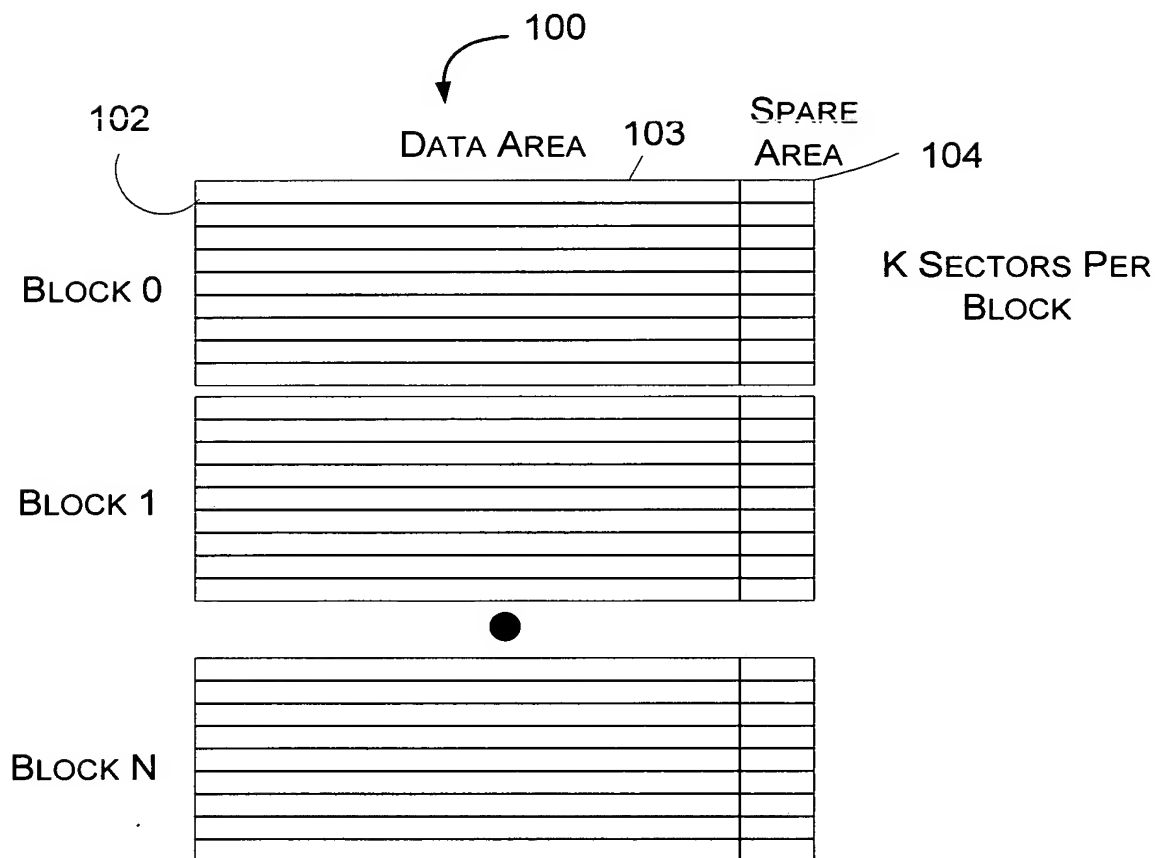 100
102
DATA AREA
103
SPARE
AREA
104
BLOCK 0
K SECTORS PER
BLOCK
BLOCK 1
BLOCK N